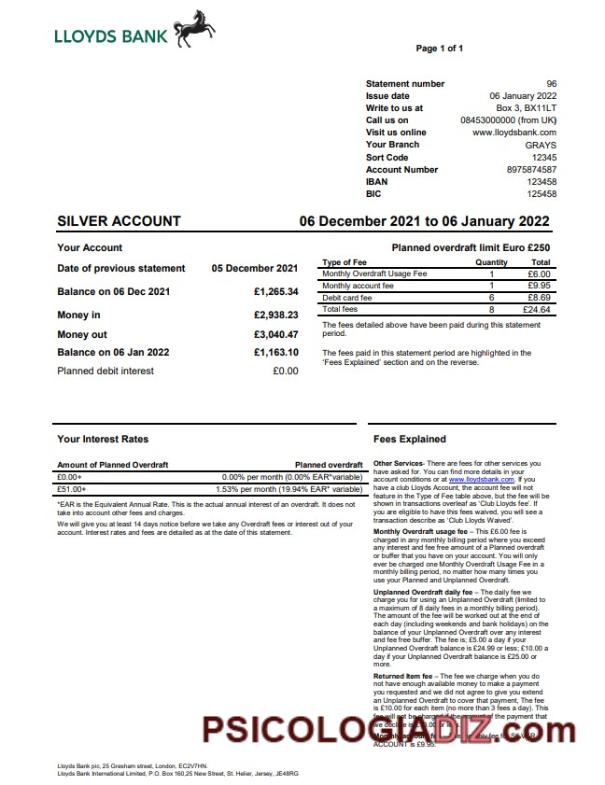 LLOYDS BANK
Page 1 of 1
Statement number 96
Issue date 06 January 2022
Write to us at Box 3, BX11LT
Call us on 08453000000 (from UK)
Visit us online www.lloydsbank.com
Your Branch GRAYS
Sort Code 12345
Account Number 8975874587
IBAN 123458
BIC 125458
SILVER ACCOUNT 06 December 2021 to 06 January 2022
Your Account
Date of previous statement 05 December 2021
Balance on 06 Dec 2021 £1,265.34
Money in £2,938.23
Money out £3,040.47
Balance on 06 Jan 2022 £1,163.10
Planned debit interest £0.00
Planned overdraft limit Euro £250
Type of Fee Quantity Total
Monthly Overdraft Usage Fee 1 £6.00
Monthly account fee 1 £9.95
Debit card fee 6 £8.69
Total fees 8 £24.64
The fees detailed above have been paid during this statement
period.
The fees paid in this statement period are highlighted in the
'Fees Explained' section and on the reverse.
Your Interest Rates
Amount of Planned Overdraft Planned overdraft
£0.00+ 0.00% per month (0.00% EAR*variable)
£51.00+ 1.53% per month (19.94% EAR* variable)
*EAR is the Equivalent Annual Rate. This is the actual annual interest of an overdraft. It does not
take into account other fees and charges.
We will give you at least 14 days notice before we take any Overdraft fees or interest out of your
account. Interest rates and fees are detailed as at the date of this statement.
Fees Explained
Other Services- There are fees for other services you
have asked for. You can find more details in your
account conditions or at www.lloydsbank.com. If you
have a club Lloyds Account, the account fee will not
feature in the Type of Fee table above, but the fee will be
shown in transactions overleaf as 'Club Lloyds fee'. If
you are eligible to have this fees waived, you will see a
transaction describe as 'Club Lloyds Waived'.
Monthly Overdraft usage fee – This £6.00 fee is
charged in any monthly billing period where you exceed
any interest and fee free amount of a Planned overdraft
or buffer that you have on your account. You will only
ever be charged one Monthly Overdraft Usage Fee in a
monthly billing period, no matter how many times you
use your Planned and Unplanned Overdraft.
Unplanned Overdraft daily fee – The daily fee we
charge you for using an Unplanned Overdraft (limited to
a maximum of 8 daily fees in a monthly billing period).
The amount of the fee will be worked out at the end of
each day (including weekends and bank holidays) on the
balance of your Unplanned Overdraft over any interest
and fee free buffer. The fee is; £5.00 a day if your
Unplanned Overdraft balance is £24.99 or less; £10.00 a
day if your Unplanned Overdraft balance is £25.00 or
more.
Returned Item fee – The fee we charge when you do
not have enough available money to make a payment
you requested and we did not agree to give you extend
an Unplanned Overdraft to cover that payment, The fee
is £10.00 for each item (no more than 3 fees a day). This
fee will not be charged if the amount of the payment that
we decline is
PSICOLOGIADIZ.com
ACCOUNT is £9.95.
Lloyds Bank plc, 25 Gresham street, London, EC2V7HN.
Lloyds Bank International Limited, P.O. Box 160,25 New Street, St. Helier, Jersey, JE48RG